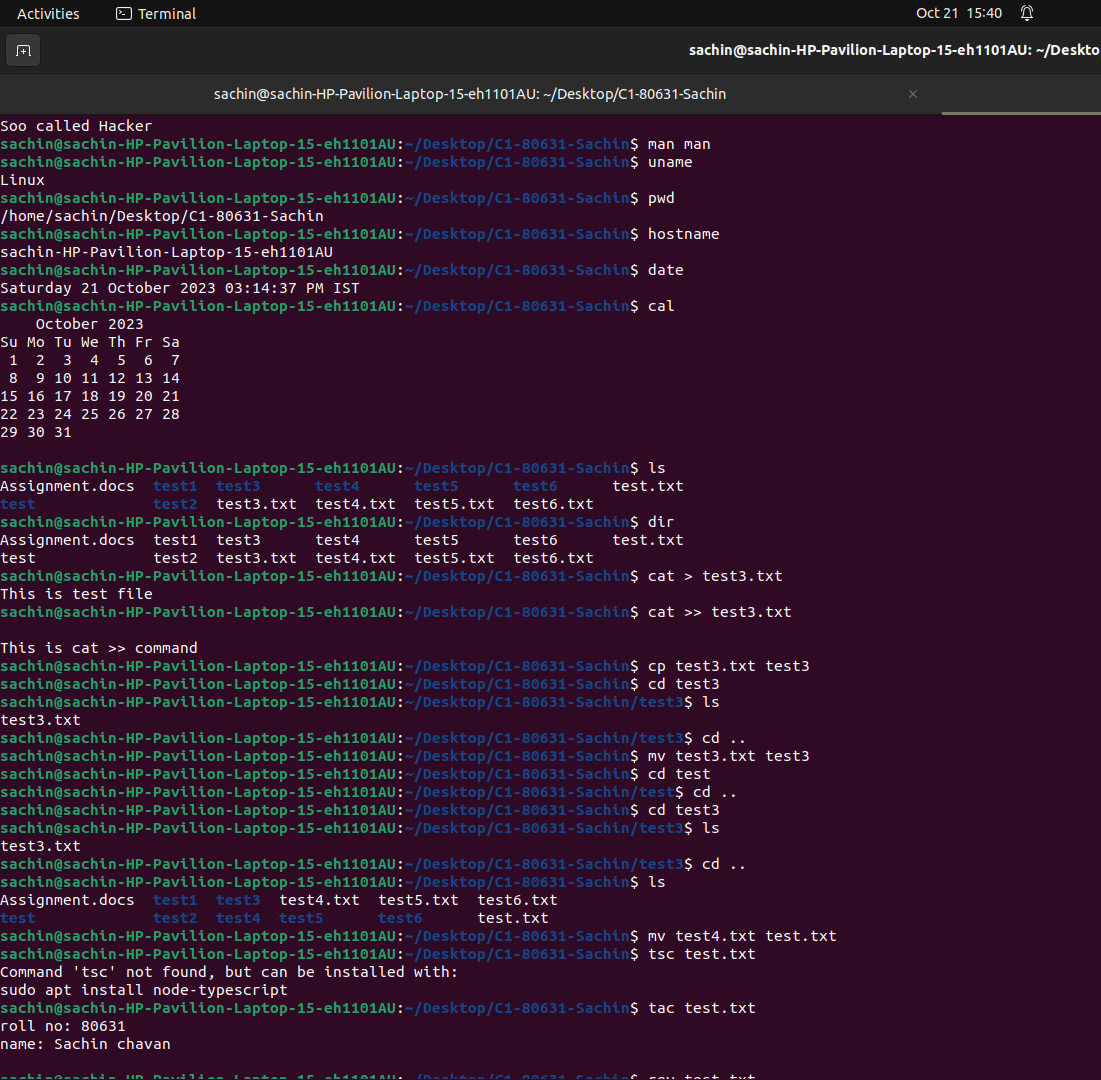 Activities Terminal Oct 21 15:40
sachin@sachin-HP-Pavilion-Laptop-15-eh1101AU: ~/Deskto
sachin@sachin-HP-Pavilion-Laptop-15-eh1101AU: ~/Desktop/C1-80631-Sachin ×
Soo called Hacker
sachin@sachin-HP-Pavilion-Laptop-15-eh1101AU:~/Desktop/C1-80631-Sachin$ man man
sachin@sachin-HP-Pavilion-Laptop-15-eh1101AU:~/Desktop/C1-80631-Sachin$ uname
Linux
sachin@sachin-HP-Pavilion-Laptop-15-eh1101AU:~/Desktop/C1-80631-Sachin$ pwd
/home/sachin/Desktop/C1-80631-Sachin
sachin@sachin-HP-Pavilion-Laptop-15-eh1101AU:~/Desktop/C1-80631-Sachin$ hostname
sachin-HP-Pavilion-Laptop-15-eh1101AU
sachin@sachin-HP-Pavilion-Laptop-15-eh1101AU:~/Desktop/C1-80631-Sachin$ date
Saturday 21 October 2023 03:14:37 PM IST
sachin@sachin-HP-Pavilion-Laptop-15-eh1101AU:~/Desktop/C1-80631-Sachin$ cal
    October 2023
Su Mo Tu We Th Fr Sa
 1  2  3  4  5  6  7
 8  9 10 11 12 13 14
15 16 17 18 19 20 21
22 23 24 25 26 27 28
29 30 31
sachin@sachin-HP-Pavilion-Laptop-15-eh1101AU:~/Desktop/C1-80631-Sachin$ ls
Assignment.docs  test1  test3      test4      test5      test6      test.txt
test             test2  test3.txt  test4.txt  test5.txt  test6.txt
sachin@sachin-HP-Pavilion-Laptop-15-eh1101AU:~/Desktop/C1-80631-Sachin$ dir
Assignment.docs  test1  test3      test4      test5      test6      test.txt
test             test2  test3.txt  test4.txt  test5.txt  test6.txt
sachin@sachin-HP-Pavilion-Laptop-15-eh1101AU:~/Desktop/C1-80631-Sachin$ cat > test3.txt
This is test file
sachin@sachin-HP-Pavilion-Laptop-15-eh1101AU:~/Desktop/C1-80631-Sachin$ cat >> test3.txt
This is cat >> command
sachin@sachin-HP-Pavilion-Laptop-15-eh1101AU:~/Desktop/C1-80631-Sachin$ cp test3.txt test3
sachin@sachin-HP-Pavilion-Laptop-15-eh1101AU:~/Desktop/C1-80631-Sachin$ cd test3
sachin@sachin-HP-Pavilion-Laptop-15-eh1101AU:~/Desktop/C1-80631-Sachin/test3$ ls
test3.txt
sachin@sachin-HP-Pavilion-Laptop-15-eh1101AU:~/Desktop/C1-80631-Sachin/test3$ cd ..
sachin@sachin-HP-Pavilion-Laptop-15-eh1101AU:~/Desktop/C1-80631-Sachin$ mv test3.txt test3
sachin@sachin-HP-Pavilion-Laptop-15-eh1101AU:~/Desktop/C1-80631-Sachin$ cd test
sachin@sachin-HP-Pavilion-Laptop-15-eh1101AU:~/Desktop/C1-80631-Sachin/test$ cd ..
sachin@sachin-HP-Pavilion-Laptop-15-eh1101AU:~/Desktop/C1-80631-Sachin$ cd test3
sachin@sachin-HP-Pavilion-Laptop-15-eh1101AU:~/Desktop/C1-80631-Sachin/test3$ ls
test3.txt
sachin@sachin-HP-Pavilion-Laptop-15-eh1101AU:~/Desktop/C1-80631-Sachin/test3$ cd ..
sachin@sachin-HP-Pavilion-Laptop-15-eh1101AU:~/Desktop/C1-80631-Sachin$ ls
Assignment.docs  test1  test3  test4.txt  test5.txt  test6.txt
test             test2  test4  test5      test6      test.txt
sachin@sachin-HP-Pavilion-Laptop-15-eh1101AU:~/Desktop/C1-80631-Sachin$ mv test4.txt test.txt
sachin@sachin-HP-Pavilion-Laptop-15-eh1101AU:~/Desktop/C1-80631-Sachin$ tsc test.txt
Command 'tsc' not found, but can be installed with:
sudo apt install node-typescript
sachin@sachin-HP-Pavilion-Laptop-15-eh1101AU:~/Desktop/C1-80631-Sachin$ tac test.txt
roll no: 80631
name: Sachin chavan
sachin@sachin-HP-Pavilion-Laptop-15-eh1101AU:~/Desktop/C1-80631-Sachin$ rev test.txt